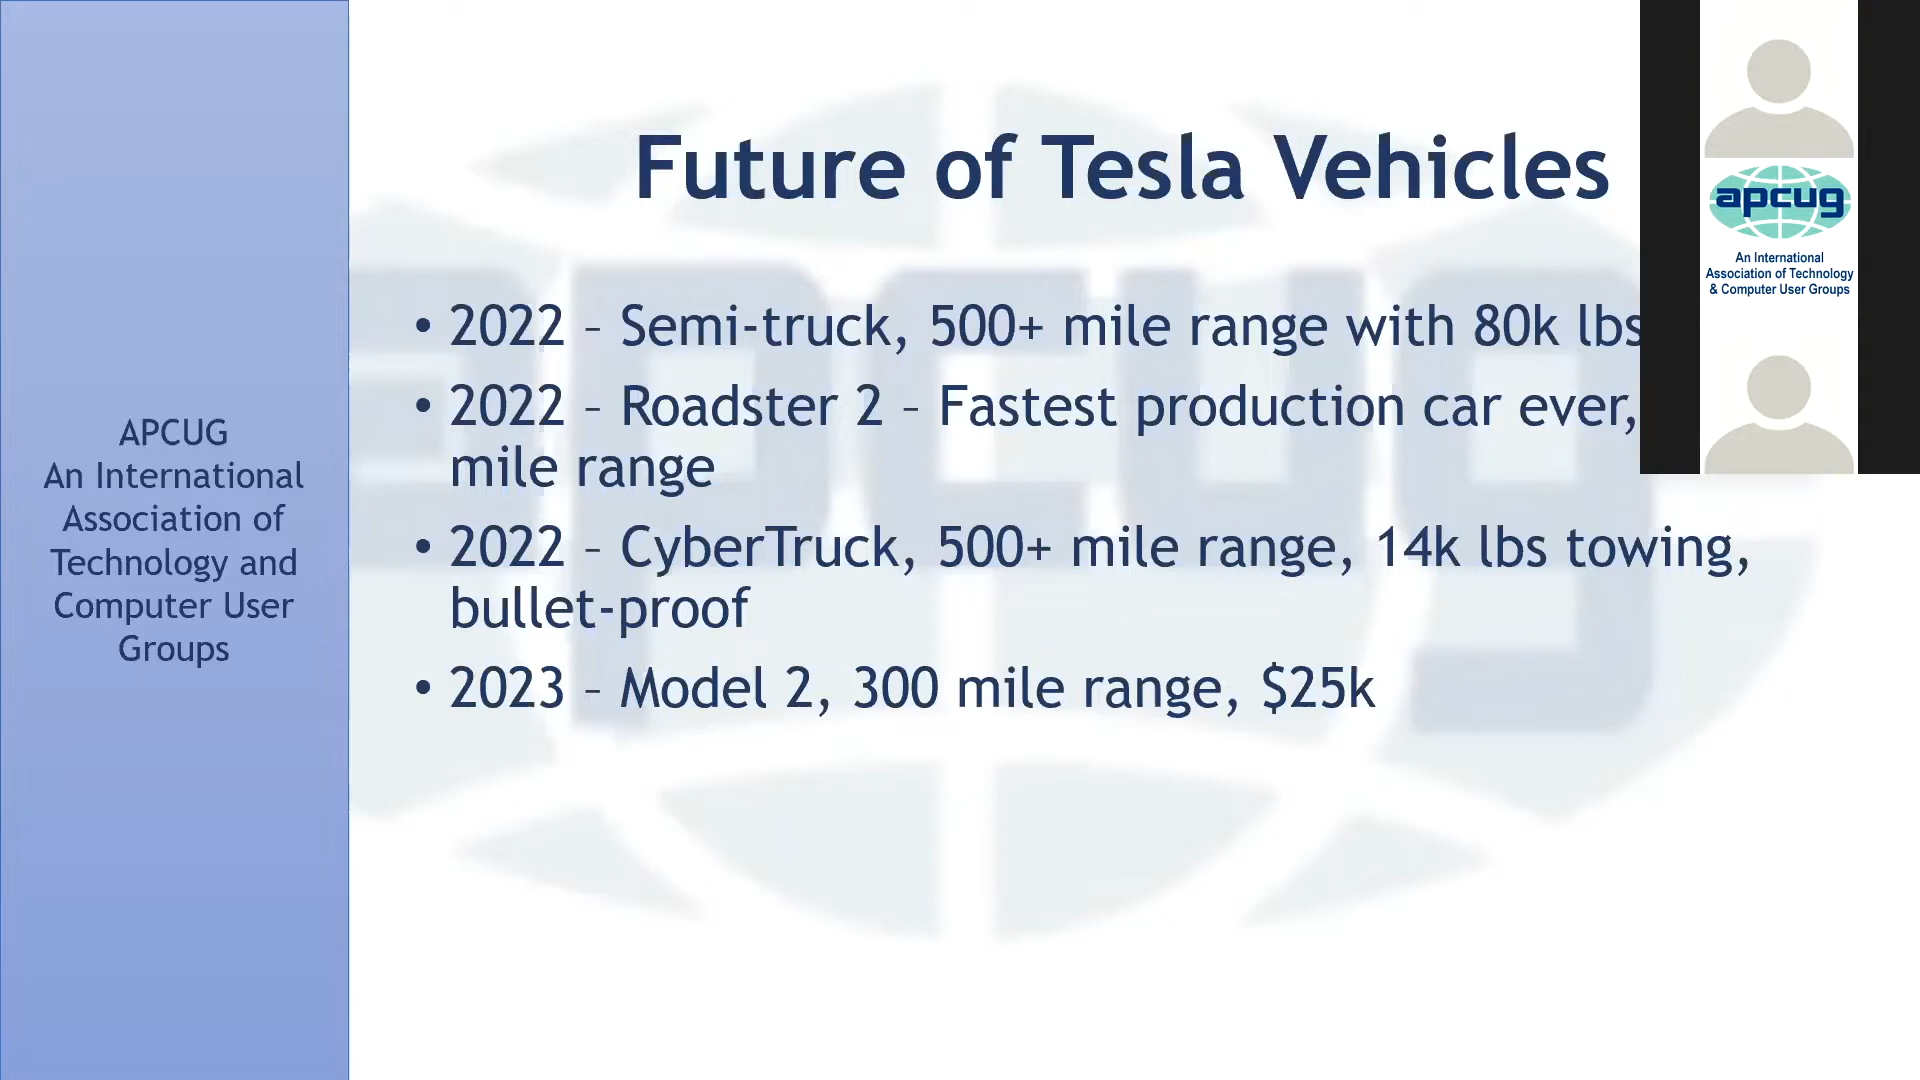 Future of Tesla Vehicles
• 2022 – Semi-truck, 500+ mile range with 80k lbs
• 2022 – Roadster 2 – Fastest production car ever,
mile range
• 2022 – CyberTruck, 500+ mile range, 14k lbs towing,
bullet-proof
• 2023 – Model 2, 300 mile range, $25k
APCUG
An International
Association of
Technology and
Computer User
Groups
apcug
An International
Association of Technology
& Computer User Groups
apcug